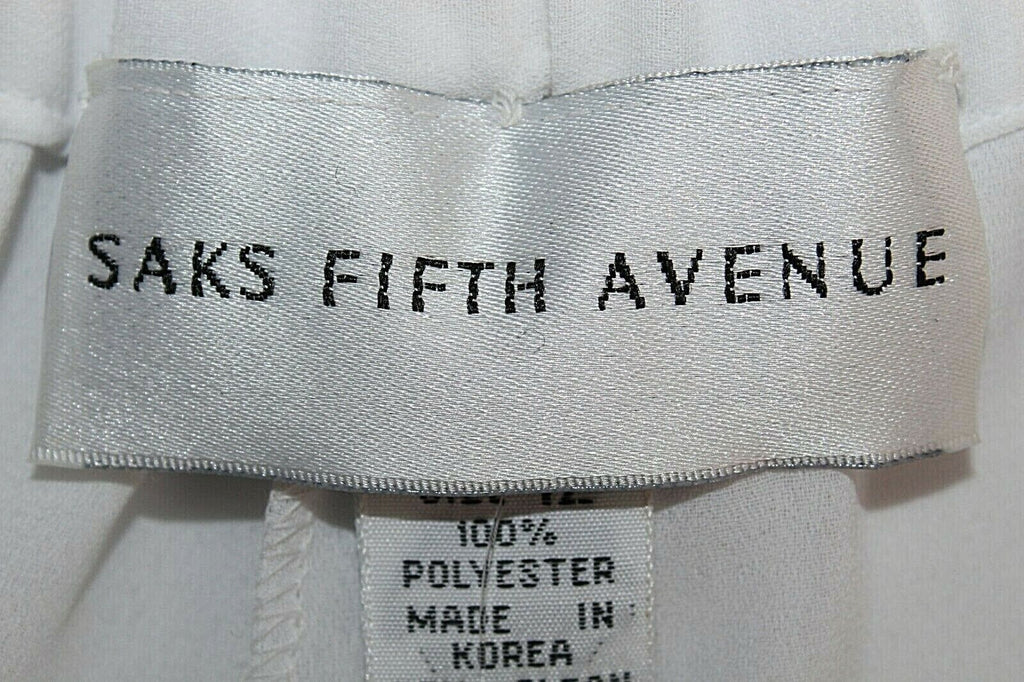 SAKS FIFTH AVENUE
100%
POLYESTER
MADE IN
KOREA